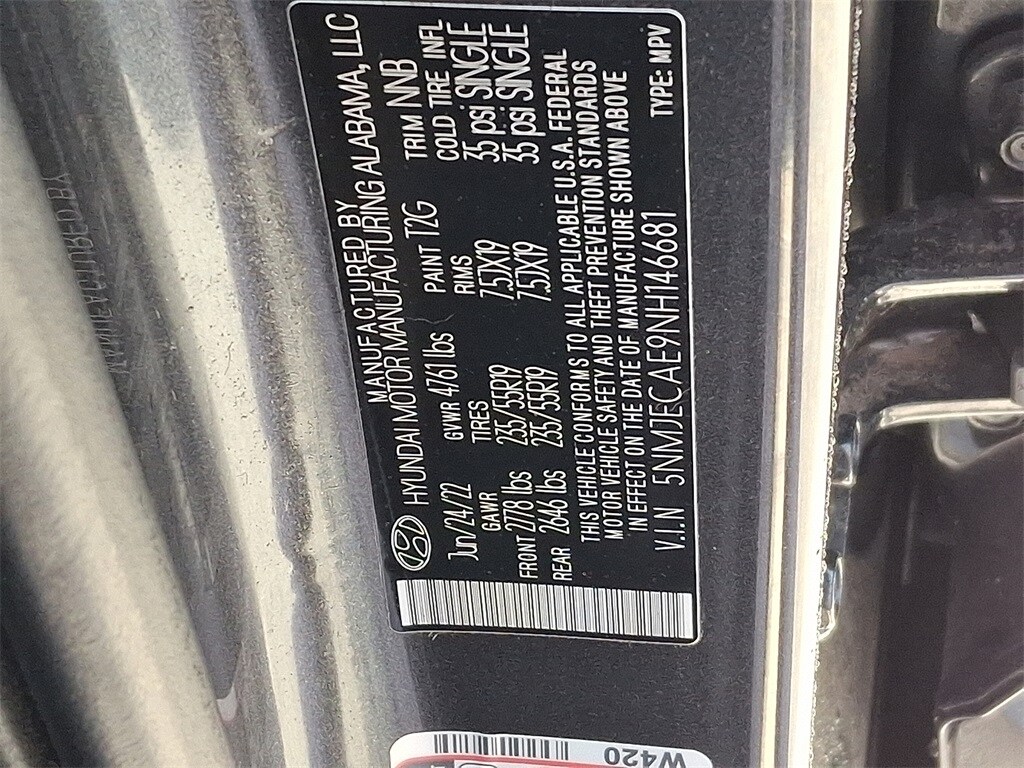 MANUFACTURED BY
HYUNDAI MOTOR MANUFACTURING ALABAMA, LLC
Jun/24/22 GVWR 4761 lbs PAINT T2G TRIM NNB
GAWR TIRES RIMS COLD TIRE INFL
FRONT 2778 lbs 235/55R19 7.5JX19 35 psi SINGLE
REAR 2646 lbs 235/55R19 7.5JX19 35 psi SINGLE
THIS VEHICLE CONFORMS TO ALL APPLICABLE U.S.A. FEDERAL
MOTOR VEHICLE SAFETY AND THEFT PREVENTION STANDARDS
IN EFFECT ON THE DATE OF MANUFACTURE SHOWN ABOVE
V.I.N 5NMJECAE9NH146681 TYPE: MPV
W420